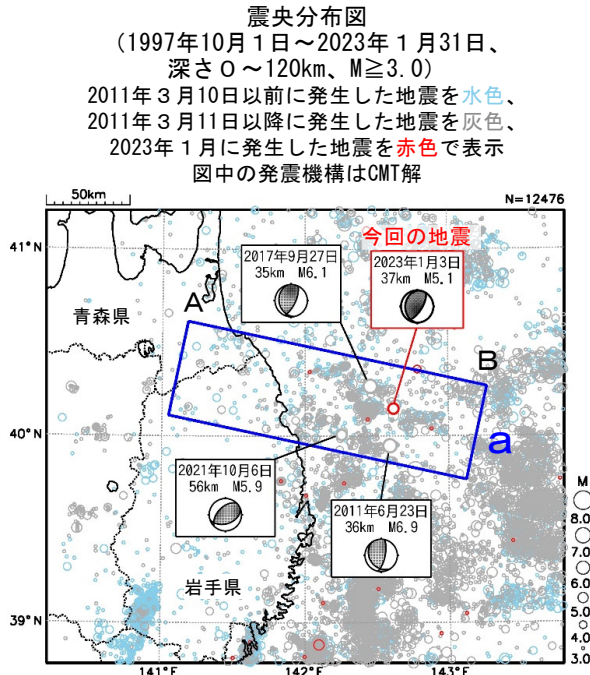 震央分布図
(1997年10月1日～2023年1月31日、
深さ0～120km、M≧3.0)
2011年3月10日以前に発生した地震を水色、
2011年3月11日以降に発生した地震を灰色、
2023年1月に発生した地震を赤色で表示
図中の発震機構はCMT解
50km
N=12476
41°N
今回の地震
2017年9月27日
35km M6.1
2023年1月3日
37km M5.1
A
青森県
B
40°N
a
2021年10月6日
56km M5.9
2011年6月23日
36km M6.9
M
8.0
7.0
6.0
5.0
4.0
3.0
岩手県
39°N
141°E
142°E
143°E